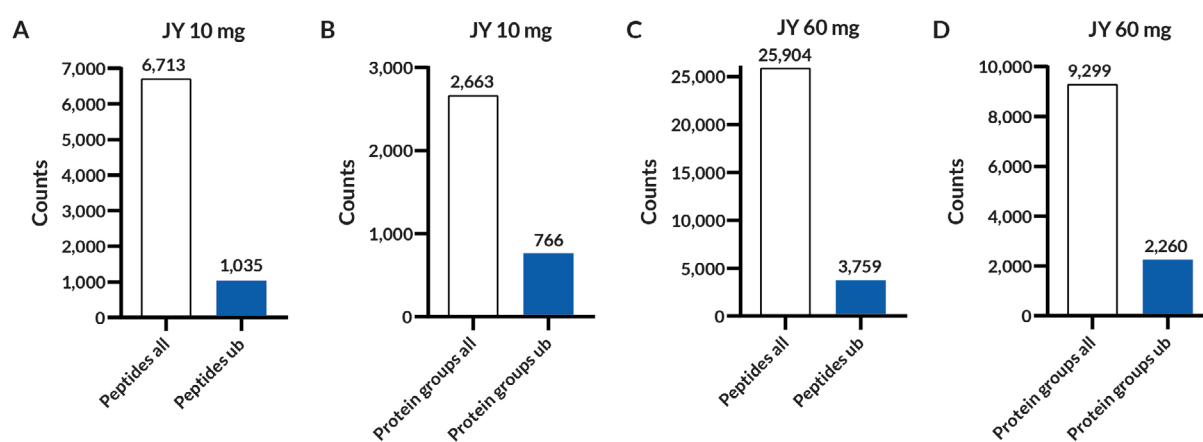 A
JY 10 mg
Counts
7,000
6,000
5,000
4,000
3,000
2,000
1,000
0
6,713
1,035
Peptides all
Peptides ub
B
JY 10 mg
Counts
3,000
2,000
1,000
0
2,663
766
Protein groups all
Protein groups ub
C
JY 60 mg
Counts
25,000
20,000
15,000
10,000
5,000
0
25,904
3,759
Peptides all
Peptides ub
D
JY 60 mg
Counts
10,000
8,000
6,000
4,000
2,000
0
9,299
2,260
Protein groups all
Protein groups ub